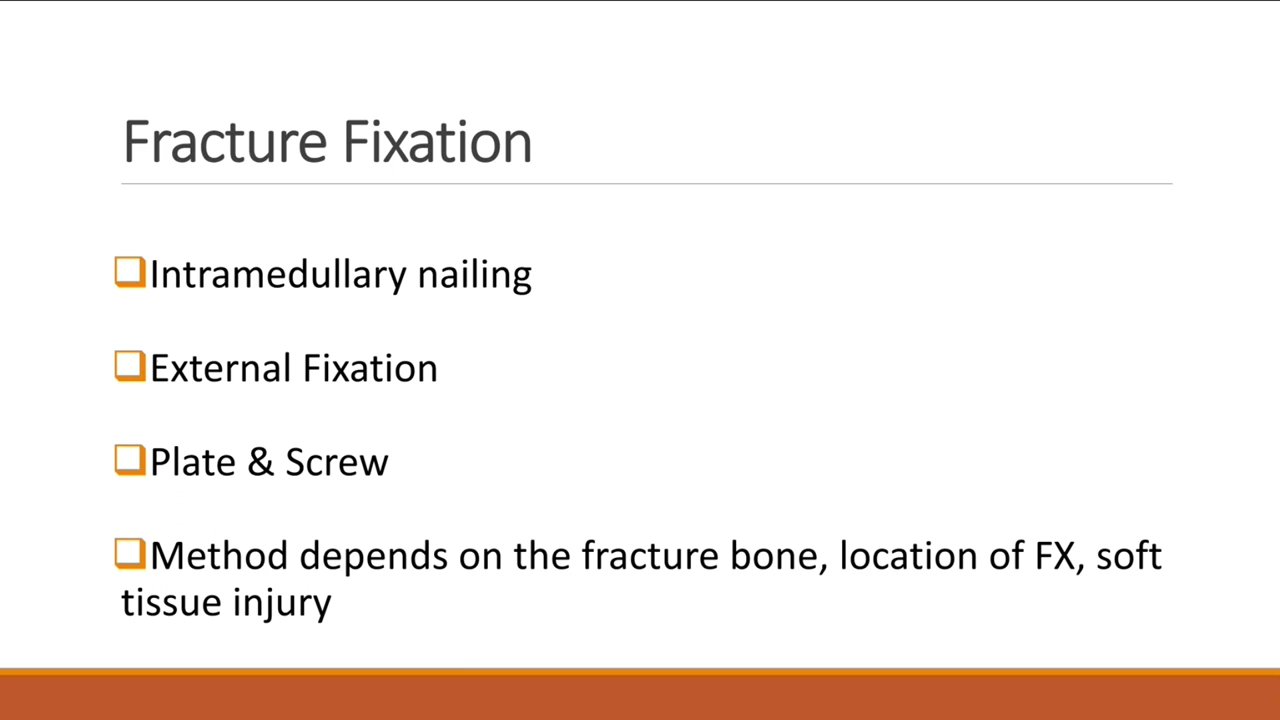 Fracture Fixation
Intramedullary nailing
External Fixation
Plate & Screw
Method depends on the fracture bone, location of FX, soft
tissue injury